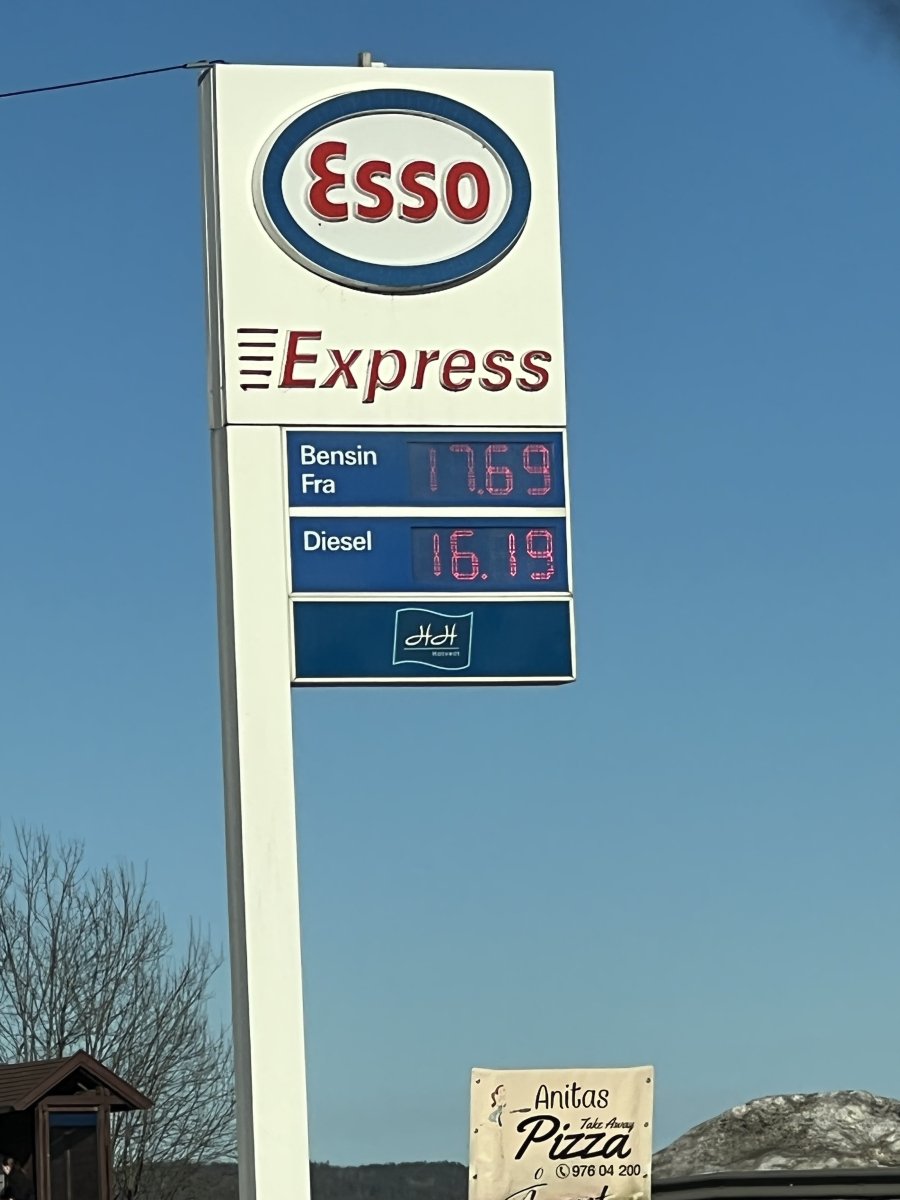 Esso
Express
Bensin 17.69
Fra
Diesel 16.19
HH
Anitas
Take Away
Pizza
976 04 200